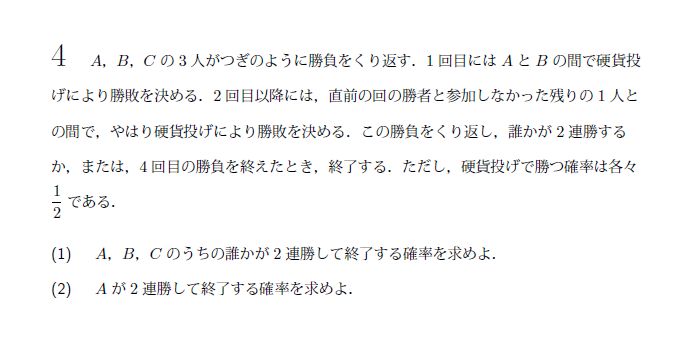 4 A，B，C の 3 人がつぎのように勝負をくり返す．1 回目には A と B の間で硬貨投
げにより勝敗を決める．2 回目以降には，直前の回の勝者と参加しなかった残りの 1 人と
の間で，やはり硬貨投げにより勝敗を決める．この勝負をくり返し，誰かが 2 連勝する
か，または，4 回目の勝負を終えたとき，終了する．ただし，硬貨投げで勝つ確率は各々
1/2 である．
(1) A，B，C のうちの誰かが 2 連勝して終了する確率を求めよ．
(2) A が 2 連勝して終了する確率を求めよ．